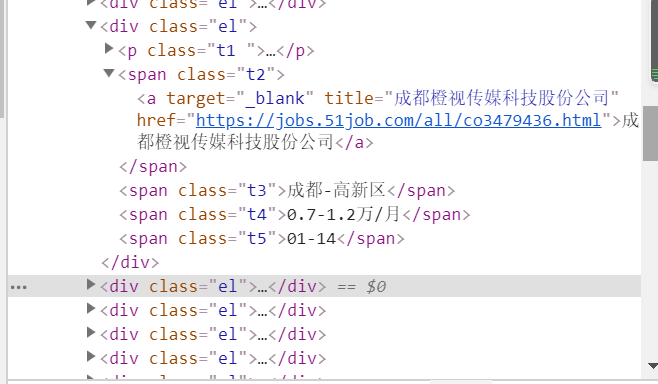 <div class="el">…</div>
<div class="el">
<p class="t1 ">…</p>
<span class="t2">
<a target="_blank" title="成都橙视传媒科技股份公司"
href="https://jobs.51job.com/all/co3479436.html">成
都橙视传媒科技股份公司</a>
</span>
<span class="t3">成都-高新区</span>
<span class="t4">0.7-1.2万/月</span>
<span class="t5">01-14</span>
</div>
<div class="el">…</div> == $0
<div class="el">…</div>
<div class="el">…</div>
<div class="el">…</div>
<div class="el">…</div>